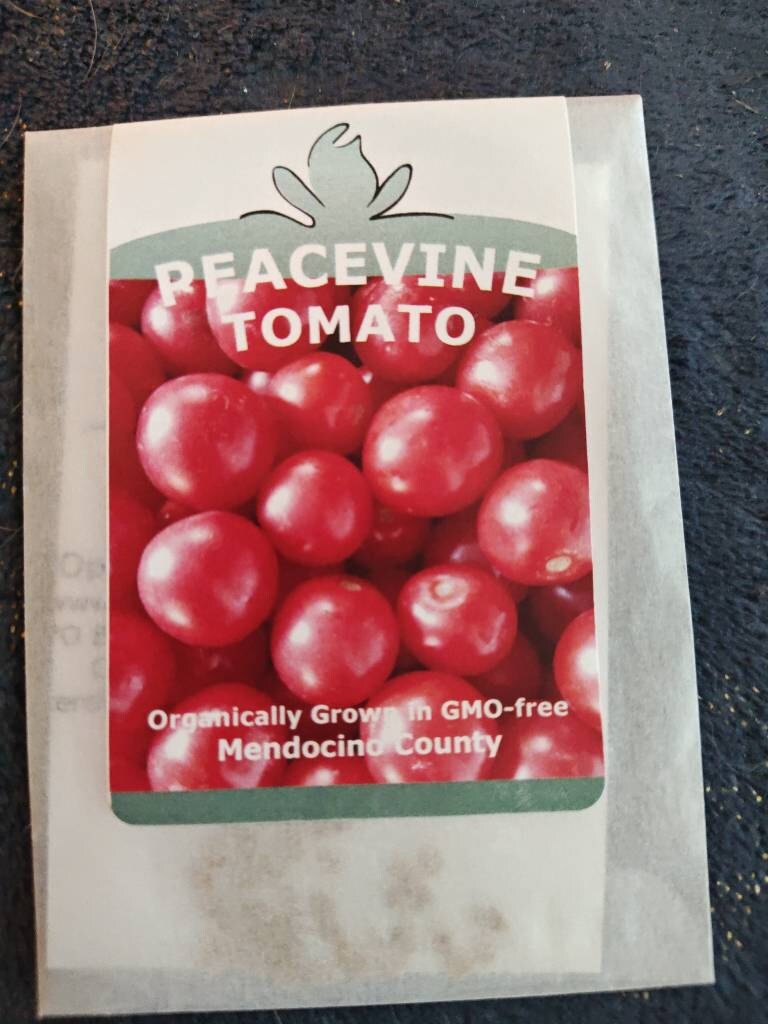 PEACEVINE
TOMATO
Organically Grown in GMO-free
Mendocino County